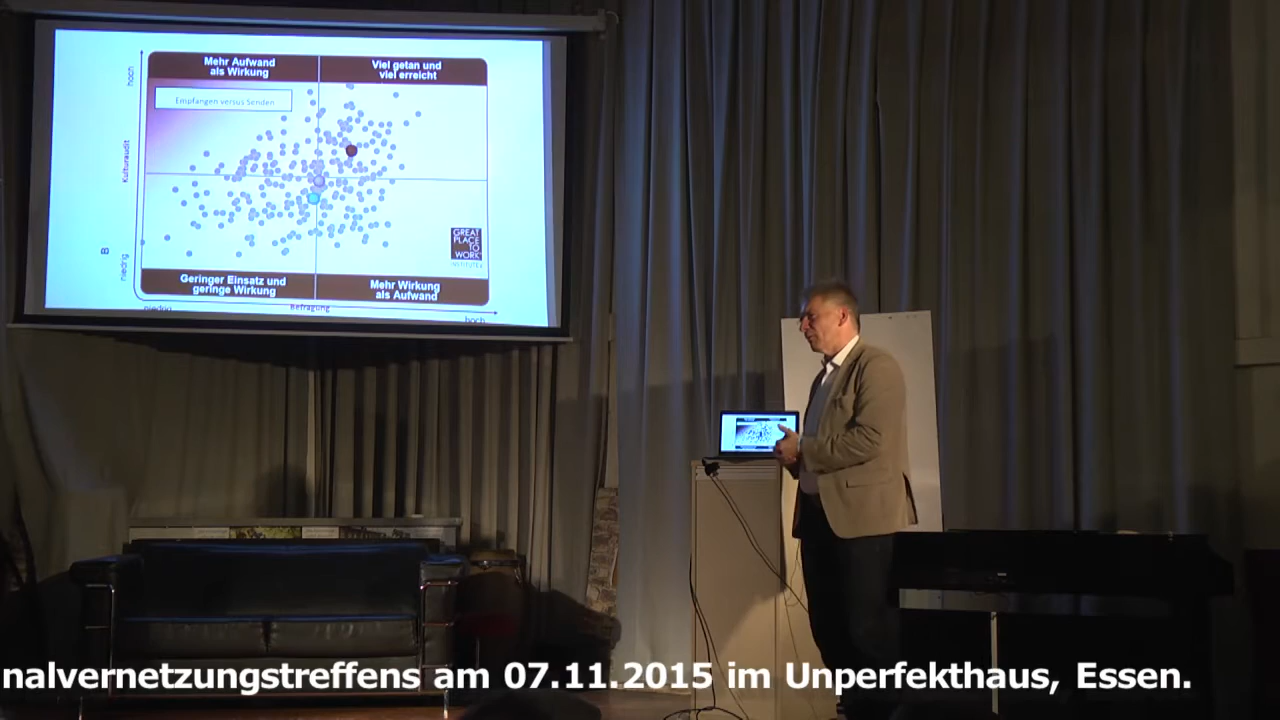 Mehr Aufwand
als Wirkung
Viel getan und
viel erreicht
Empfangen versus Senden
hoch
Kulturaudit
B
niedrig
GREAT
PLACE
TO
WORK
INSTITUTE
Geringer Einsatz und
geringe Wirkung
Mehr Wirkung
als Aufwand
niedrig
Befragung
hoch
nalvernetzungstreffens am 07.11.2015 im Unperfekthaus, Essen.